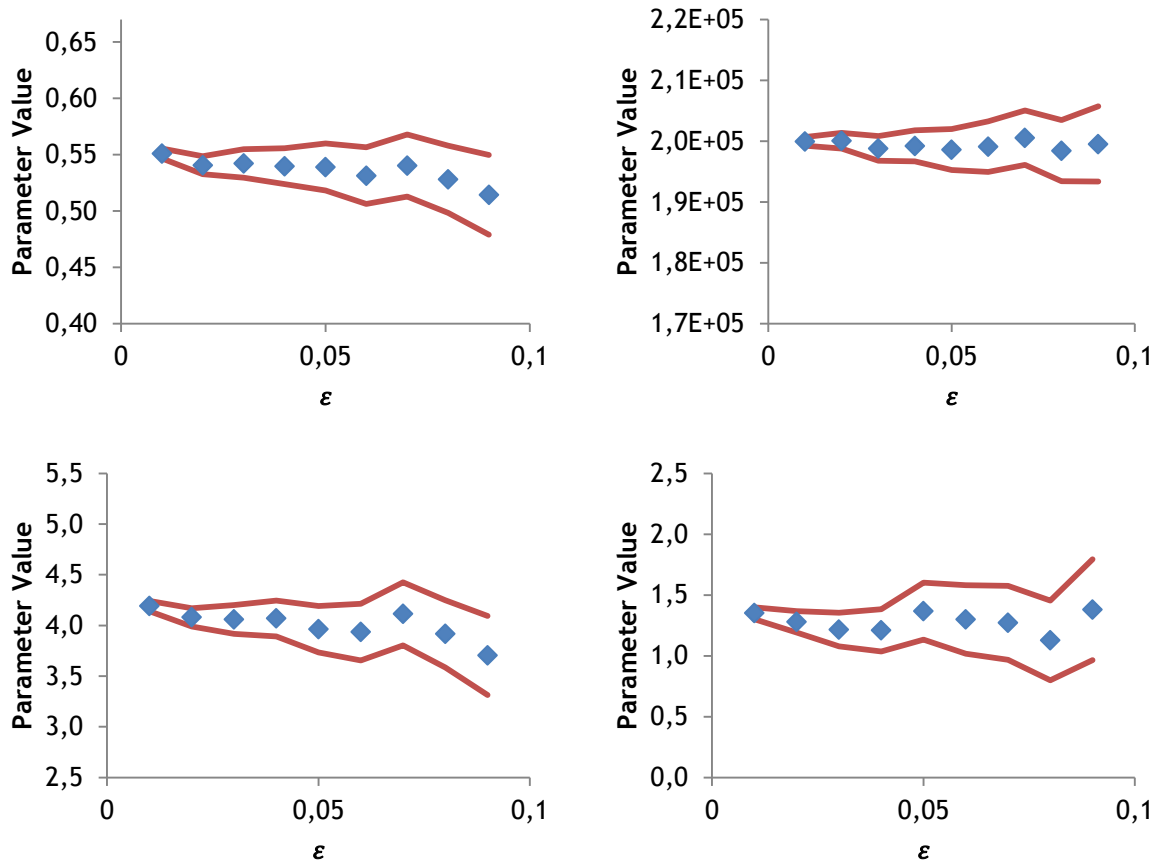 Parameter Value
0,65
0,60
0,55
0,50
0,45
0,40
0
0,05
0,1
ε
Parameter Value
2,2E+05
2,1E+05
2,0E+05
1,9E+05
1,8E+05
1,7E+05
0
0,05
0,1
ε
Parameter Value
5,5
5,0
4,5
4,0
3,5
3,0
2,5
0
0,05
0,1
ε
Parameter Value
2,5
2,0
1,5
1,0
0,5
0,0
0
0,05
0,1
ε